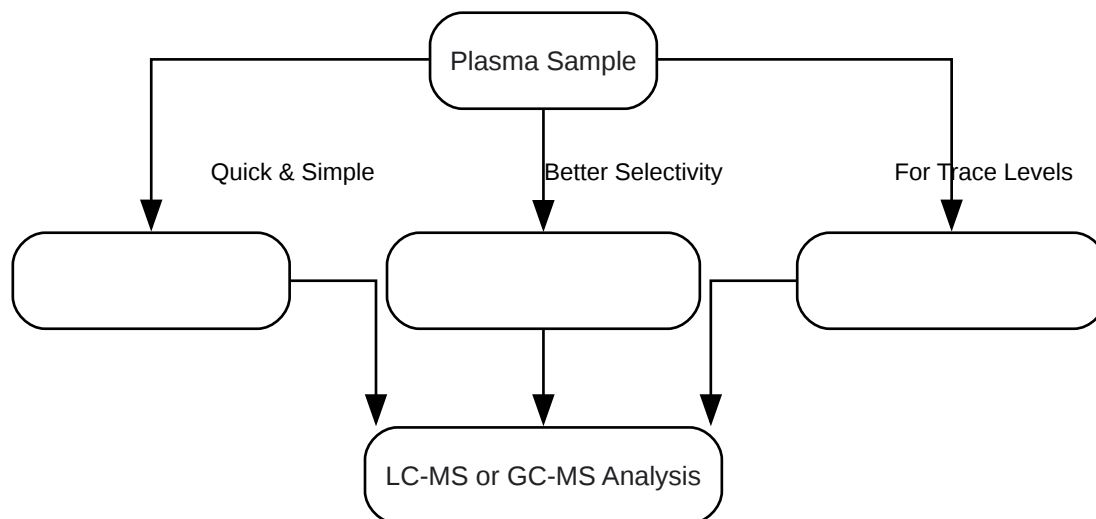 Plasma Sample
Quick & Simple
Better Selectivity
For Trace Levels
LC-MS or GC-MS Analysis